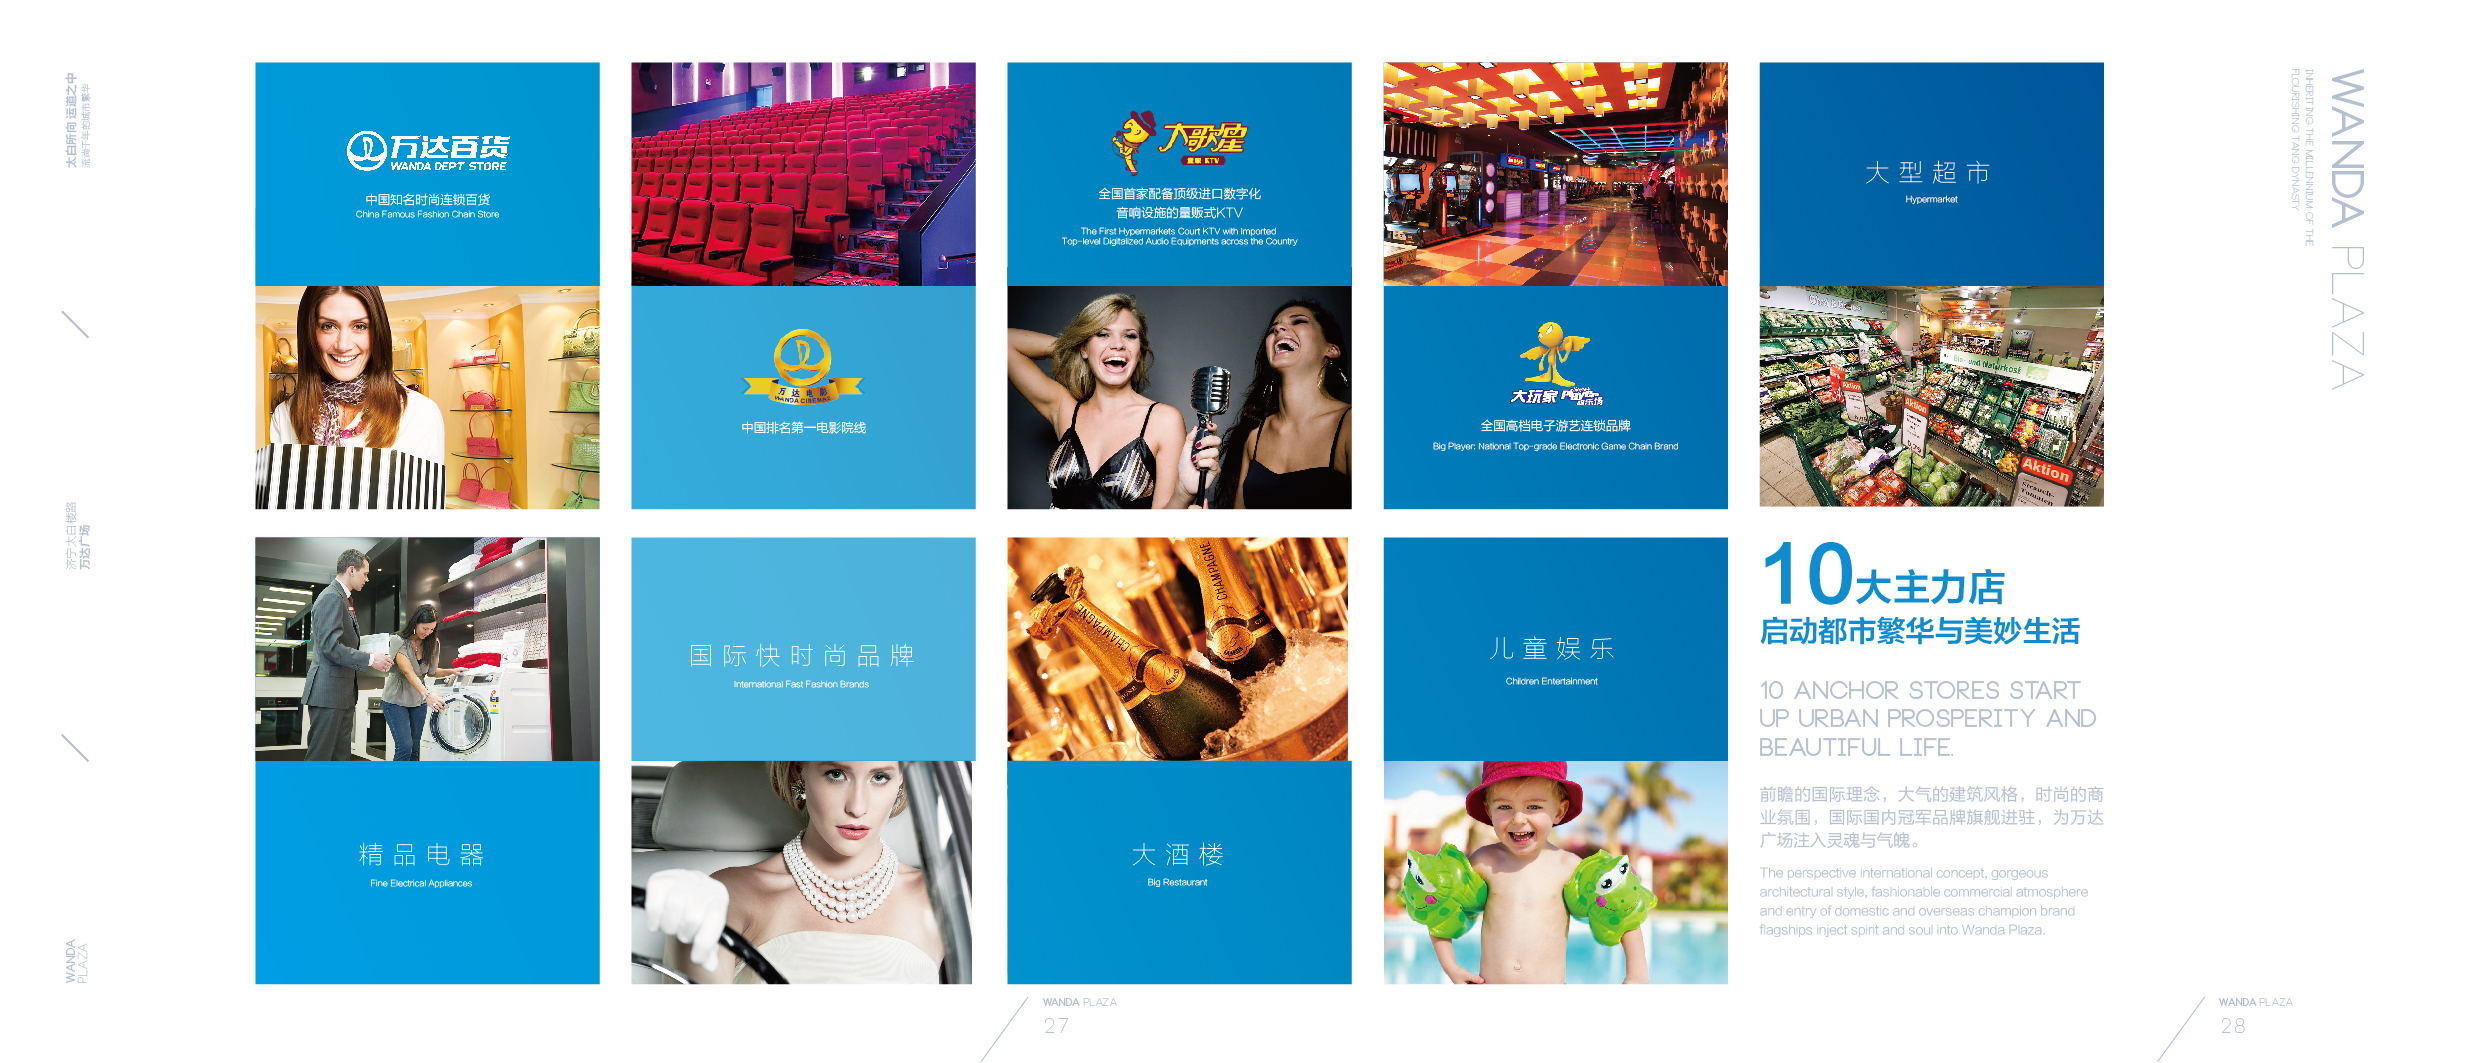 太白所向 运道之中
流淌千年的城市繁华
济宁太白楼路
万达广场
WANDA
PLAZA
万达百货
WANDA DEPT STORE
中国知名时尚连锁百货
China Famous Fashion Chain Store
万达电影
WANDA CINEMAS
中国排名第一电影院线
大歌星
量贩 KTV
全国首家配备顶级进口数字化
音响设施的量贩式KTV
The First Hypermarkets Court KTV with Imported
Top-level Digitalized Audio Equipments across the Country
大玩家 Player
全国高档电子游艺连锁品牌
Big Player: National Top-grade Electronic Game Chain Brand
大型超市
Hypermarket
Bio- und Naturkost
Aktion
Aktion
Aktion
精品电器
Fine Electrical Appliances
国际快时尚品牌
International Fast Fashion Brands
CHAMPAGNE
CHAMPAGNE
大酒楼
Big Restaurant
儿童娱乐
Children Entertainment
10大主力店
启动都市繁华与美妙生活
10 ANCHOR STORES START
UP URBAN PROSPERITY AND
BEAUTIFUL LIFE.
前瞻的国际理念，大气的建筑风格，时尚的商
业氛围，国际国内冠军品牌旗舰进驻，为万达
广场注入灵魂与气魄。
The perspective international concept, gorgeous
architectural style, fashionable commercial atmosphere
and entry of domestic and overseas champion brand
flagships inject spirit and soul into Wanda Plaza.
WANDA PLAZA
INHERITING THE MILLENNIUM OF THE
FLOURISHING TANG DYNASTY
WANDA PLAZA
27
WANDA PLAZA
28